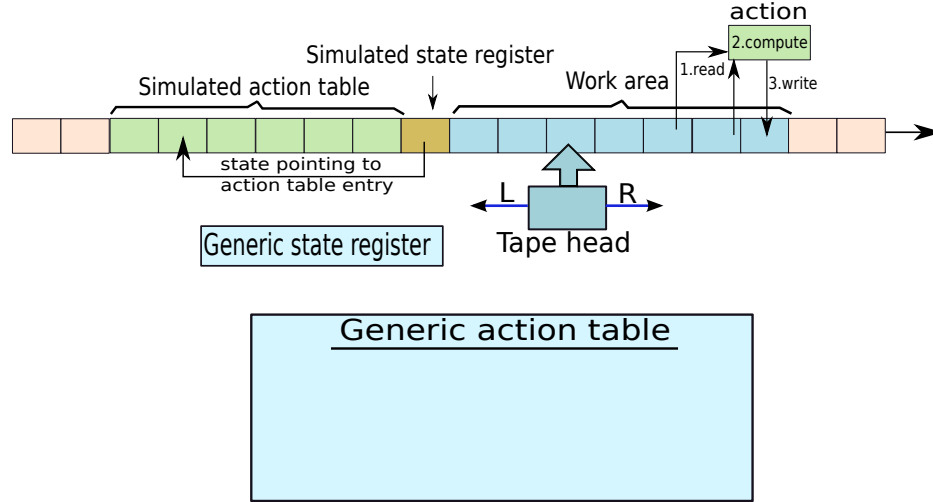 action
2.compute
Simulated state register
1.read
Work area
Simulated action table
3.write
state pointing to
action table entry
L
R
Generic state register
Tape head
Generic action table